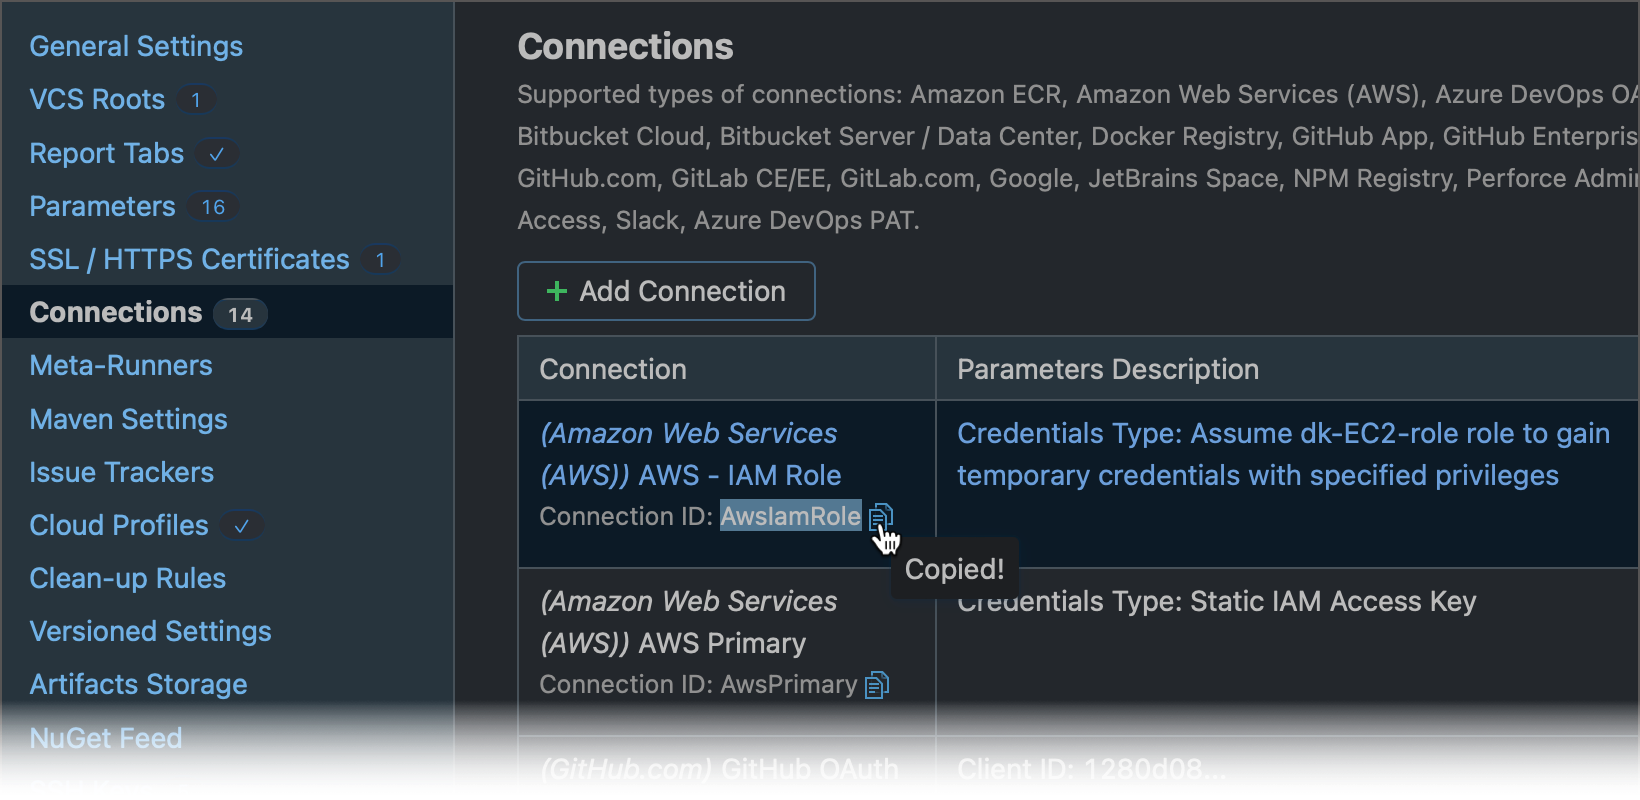 General Settings
VCS Roots 1
Report Tabs ✓
Parameters 16
SSL / HTTPS Certificates 1
Connections 14
Meta-Runners
Maven Settings
Issue Trackers
Cloud Profiles ✓
Clean-up Rules
Versioned Settings
Artifacts Storage
NuGet Feed
Connections
Supported types of connections: Amazon ECR, Amazon Web Services (AWS), Azure DevOps OA
Bitbucket Cloud, Bitbucket Server / Data Center, Docker Registry, GitHub App, GitHub Enterpris
GitHub.com, GitLab CE/EE, GitLab.com, Google, JetBrains Space, NPM Registry, Perforce Admin
Access, Slack, Azure DevOps PAT.
+ Add Connection
Connection
Parameters Description
(Amazon Web Services
(AWS)) AWS - IAM Role
Connection ID: AwsIamRole
Credentials Type: Assume dk-EC2-role role to gain
temporary credentials with specified privileges
Copied!
(Amazon Web Services
(AWS)) AWS Primary
Connection ID: AwsPrimary
Credentials Type: Static IAM Access Key
(GitHub.com) GitHub OAuth
Client ID: 1280d08...